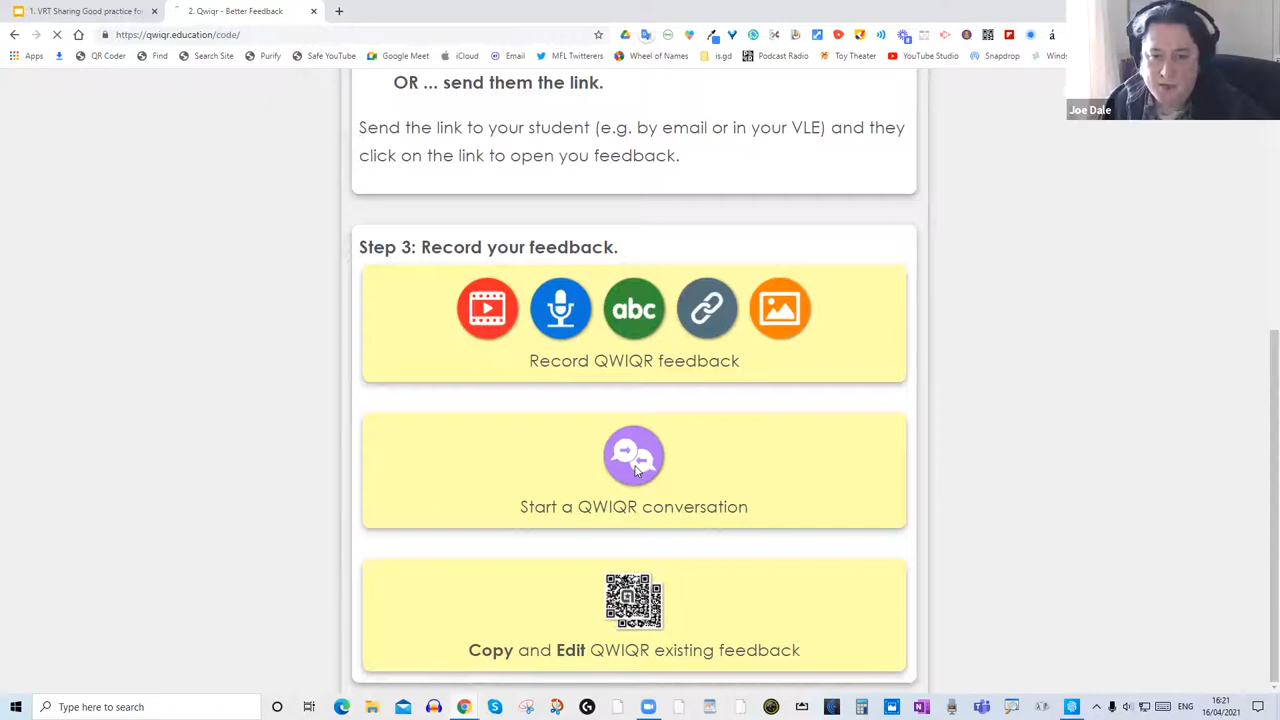 1. VRT Sharing Good practice fo
2. Qwiqr - Better Feedback
https://qwiqr.education/code/
Apps
QR Coder
Find
SearchTube
Purify
Safe YouTube
Google Meet
iCloud
Email
MFL Twitterers
Wheel of Names
is.gd
Podcast Radio
Toy Theater
YouTube Studio
Snapdrop
Winds
Joe Dale
OR ... send them the link.
Send the link to your student (e.g. by email or in your VLE) and they
click on the link to open you feedback.
Step 3: Record your feedback.
abc
Record QWIQR feedback
Start a QWIQR conversation
Copy and Edit QWIQR existing feedback
Type here to search
16:21
16/04/2021